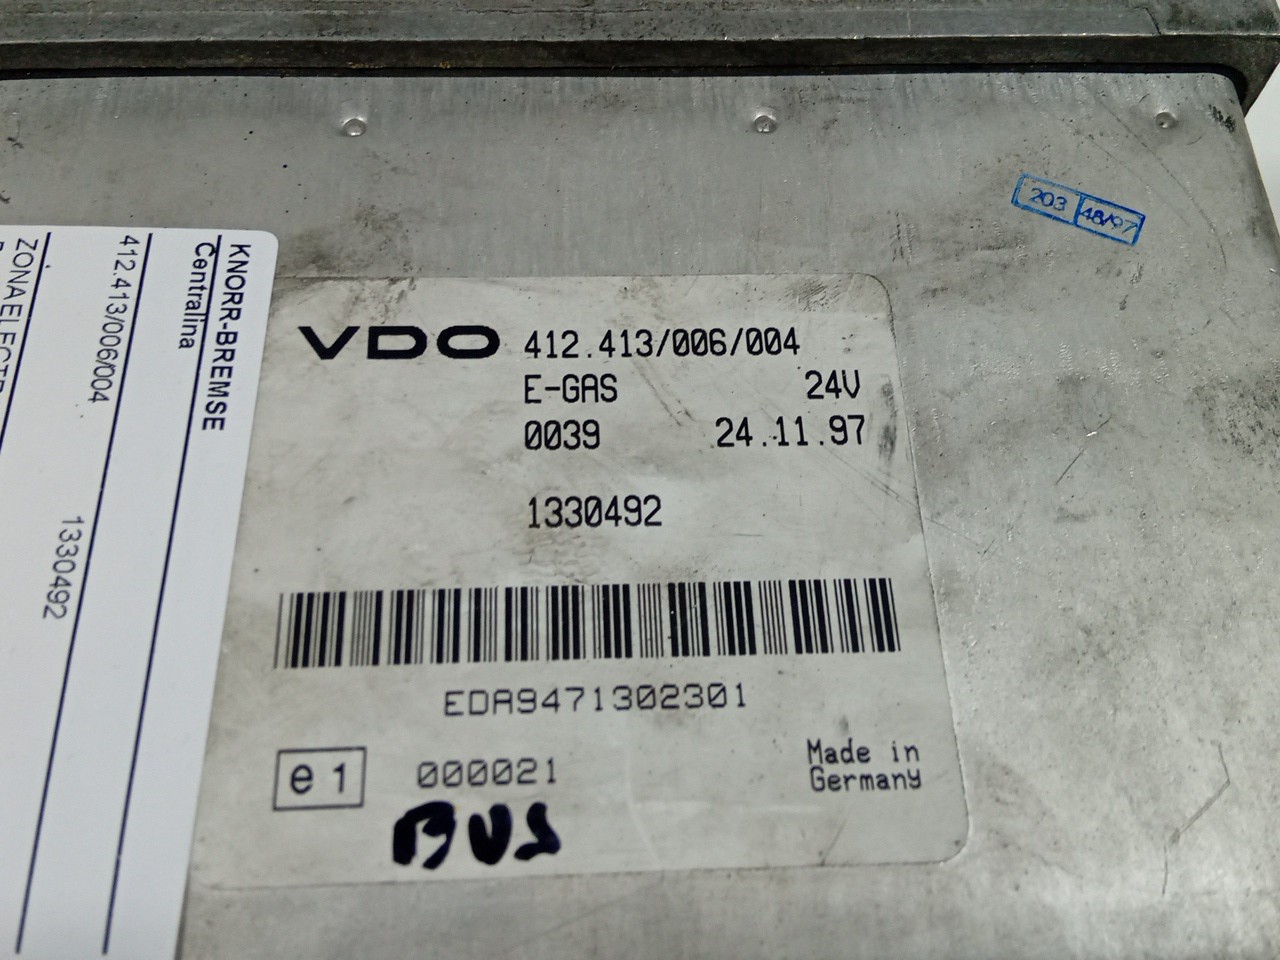 203 48/97
KNORR-BREMSE
Centralina
412.413/006/004
1330492
VDO 412.413/006/004
E-GAS 24V
0039 24.11.97
1330492
EDA9471302301
e1 000021
Made in
Germany
BUS